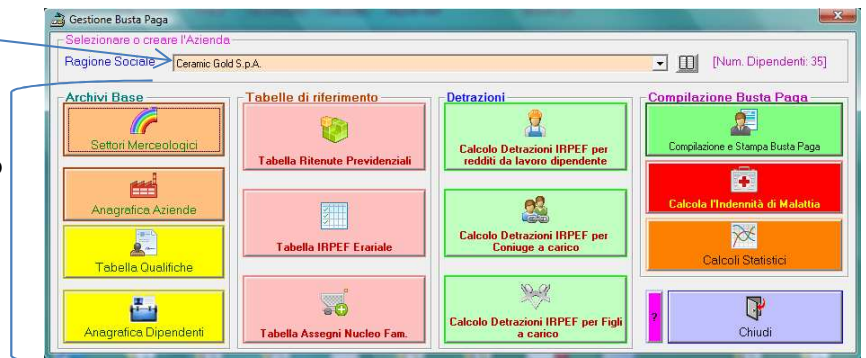 Gestione Busta Paga
Selezionare o creare l'Azienda
Ragione Sociale
Ceramic Gold S.p.A.
[Num. Dipendenti: 35]
Archivi Base
Settori Merceologici
Anagrafica Aziende
Tabella Qualifiche
Anagrafica Dipendenti
Tabelle di riferimento
Tabella Ritenute Previdenziali
Tabella IRPEF Erariale
Tabella Assegni Nucleo Fam.
Detrazioni
Calcolo Detrazioni IRPEF per
redditi da lavoro dipendente
Calcolo Detrazioni IRPEF per
Coniuge a carico
Calcolo Detrazioni IRPEF per Figli
a carico
Compilazione Busta Paga
Compilazione e Stampa Busta Paga
Calcola l'Indennità di Malattia
Calcoli Statistici
?
Chiudi